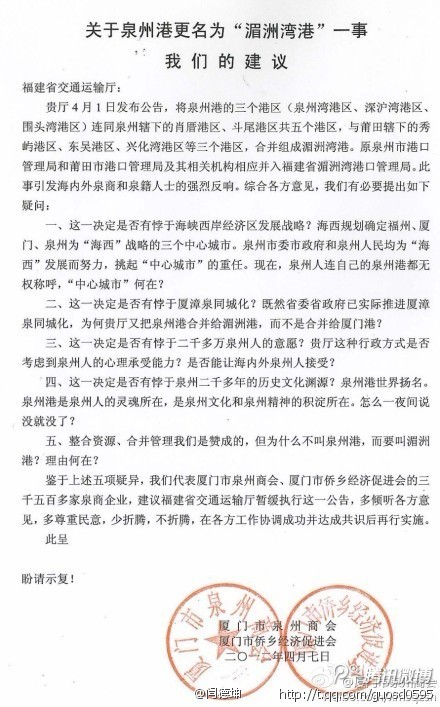 关于泉州港更名为“湄洲湾港”一事
我们的建议
福建省交通运输厅：
贵厅4月1日发布公告，将泉州港的三个港区（泉州湾港区、深沪湾港区、
围头湾港区）连同泉州辖下的肖厝港区、斗尾港区共五个港区，与莆田辖下的秀
屿港区、东吴港区、兴化湾港区等三个港区，合并组成湄洲湾港。原泉州市港口
管理局和莆田市港口管理局及其相关机构相应并入福建省湄洲湾港口管理局。此
事引发海内外泉商和泉籍人士的强烈反响。综合各方意见，我们有必要提出如下
疑问：
一、这一决定是否有悖于海峡西岸经济区发展战略？海西规划确定福州、厦
门、泉州为“海西”战略的三个中心城市。泉州市委市政府和泉州人民均为“海
西”发展而努力，挑起“中心城市”的重任。现在，泉州人连自己的泉州港都无
权称呼，“中心城市”何在？
二、这一决定是否有悖于厦漳泉同城化？既然省委省政府已实际推进厦漳
泉同城化，为何贵厅又把泉州港合并给湄洲港，而不是合并给厦门港？
三、这一决定是否有悖于二千多万泉州人的意愿？贵厅这种行政方式是否
考虑到泉州人的心理承受能力？是否能让海内外泉州人接受？
四、这一决定是否有悖于泉州二千多年的历史文化渊源？泉州港世界扬名。
泉州港是泉州人的灵魂所在，是泉州文化和泉州精神的积淀所在。怎么一夜间说
没就没了？
五、整合资源、合并管理我们是赞成的，但为什么不叫泉州港，而要叫湄洲
港？理由何在？
鉴于上述五项疑异，我们代表厦门市泉州商会、厦门市侨乡经济促进会的三
千五百多家泉商企业，建议福建省交通运输厅暂缓执行这一公告，多倾听各方意
见，多尊重民意，少折腾，不折腾，在各方工作协调成功并达成共识后再行实施。
此呈
盼请示复！
厦门市泉州商会
厦门市侨乡经济促进会
二〇一二年四月七日
厦门市泉州商会
厦门市侨乡经济促进会
腾讯微博
http://t.qq.com/guosd0595